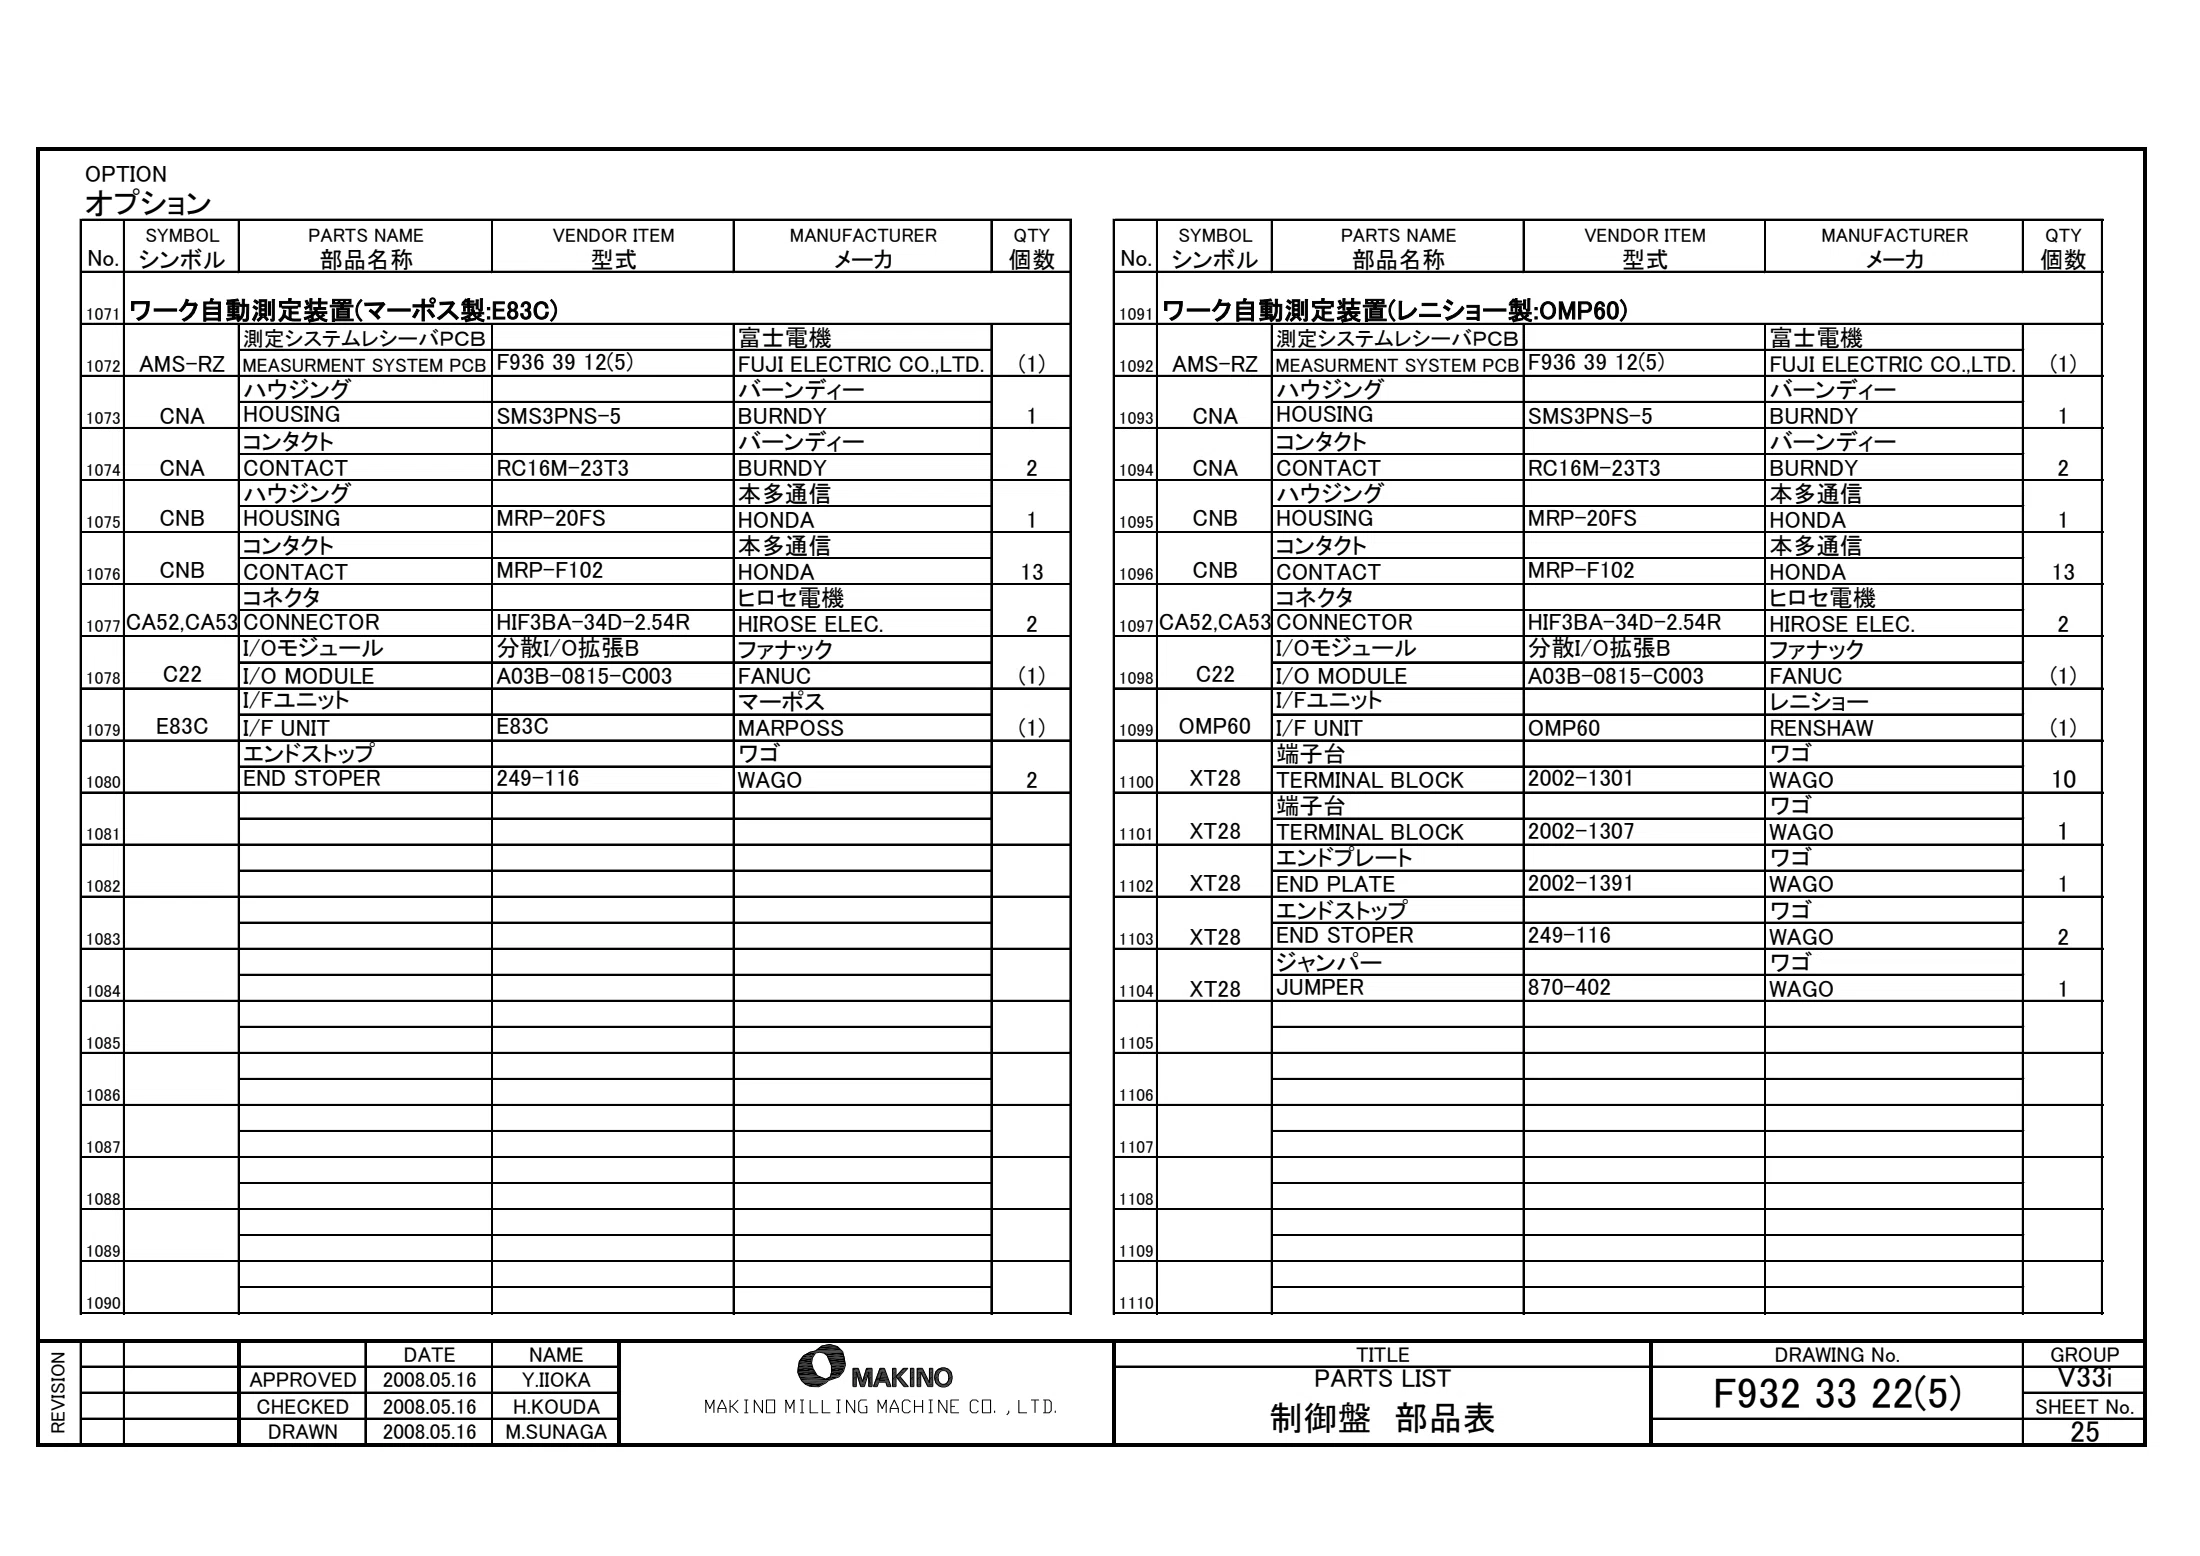 OPTION
オプション
No. SYMBOL シンボル PARTS NAME 部品名称 VENDOR ITEM 型式 MANUFACTURER メーカ QTY 個数
1071 ワーク自動測定装置(マーポス製:E83C)
測定システムレシーバPCB 富士電機
1072 AMS-RZ MEASURMENT SYSTEM PCB F936 39 12(5) FUJI ELECTRIC CO.,LTD. (1)
ハウジング バーンディー
1073 CNA HOUSING SMS3PNS-5 BURNDY 1
コンタクト バーンディー
1074 CNA CONTACT RC16M-23T3 BURNDY 2
ハウジング 本多通信
1075 CNB HOUSING MRP-20FS HONDA 1
コンタクト 本多通信
1076 CNB CONTACT MRP-F102 HONDA 13
コネクタ ヒロセ電機
1077 CA52,CA53 CONNECTOR HIF3BA-34D-2.54R HIROSE ELEC. 2
I/Oモジュール 分散I/O拡張B ファナック
1078 C22 I/O MODULE A03B-0815-C003 FANUC (1)
I/Fユニット マーポス
1079 E83C I/F UNIT E83C MARPOSS (1)
エンドストップ ワゴ
1080 END STOPER 249-116 WAGO 2
1081
1082
1083
1084
1085
1086
1087
1088
1089
1090
No. SYMBOL シンボル PARTS NAME 部品名称 VENDOR ITEM 型式 MANUFACTURER メーカ QTY 個数
1091 ワーク自動測定装置(レニショー製:OMP60)
測定システムレシーバPCB 富士電機
1092 AMS-RZ MEASURMENT SYSTEM PCB F936 39 12(5) FUJI ELECTRIC CO.,LTD. (1)
ハウジング バーンディー
1093 CNA HOUSING SMS3PNS-5 BURNDY 1
コンタクト バーンディー
1094 CNA CONTACT RC16M-23T3 BURNDY 2
ハウジング 本多通信
1095 CNB HOUSING MRP-20FS HONDA 1
コンタクト 本多通信
1096 CNB CONTACT MRP-F102 HONDA 13
コネクタ ヒロセ電機
1097 CA52,CA53 CONNECTOR HIF3BA-34D-2.54R HIROSE ELEC. 2
I/Oモジュール 分散I/O拡張B ファナック
1098 C22 I/O MODULE A03B-0815-C003 FANUC (1)
I/Fユニット レニショー
1099 OMP60 I/F UNIT OMP60 RENSHAW (1)
端子台 ワゴ
1100 XT28 TERMINAL BLOCK 2002-1301 WAGO 10
端子台 ワゴ
1101 XT28 TERMINAL BLOCK 2002-1307 WAGO 1
エンドプレート ワゴ
1102 XT28 END PLATE 2002-1391 WAGO 1
エンドストップ ワゴ
1103 XT28 END STOPER 249-116 WAGO 2
ジャンパー ワゴ
1104 XT28 JUMPER 870-402 WAGO 1
1105
1106
1107
1108
1109
1110
REVISION
DATE NAME
APPROVED 2008.05.16 Y.IIOKA
CHECKED 2008.05.16 H.KOUDA
DRAWN 2008.05.16 M.SUNAGA
MAKINO
MAKINO MILLING MACHINE CO. , LTD.
TITLE
PARTS LIST
制御盤 部品表
DRAWING No.
F932 33 22(5)
GROUP
V33i
SHEET No.
25